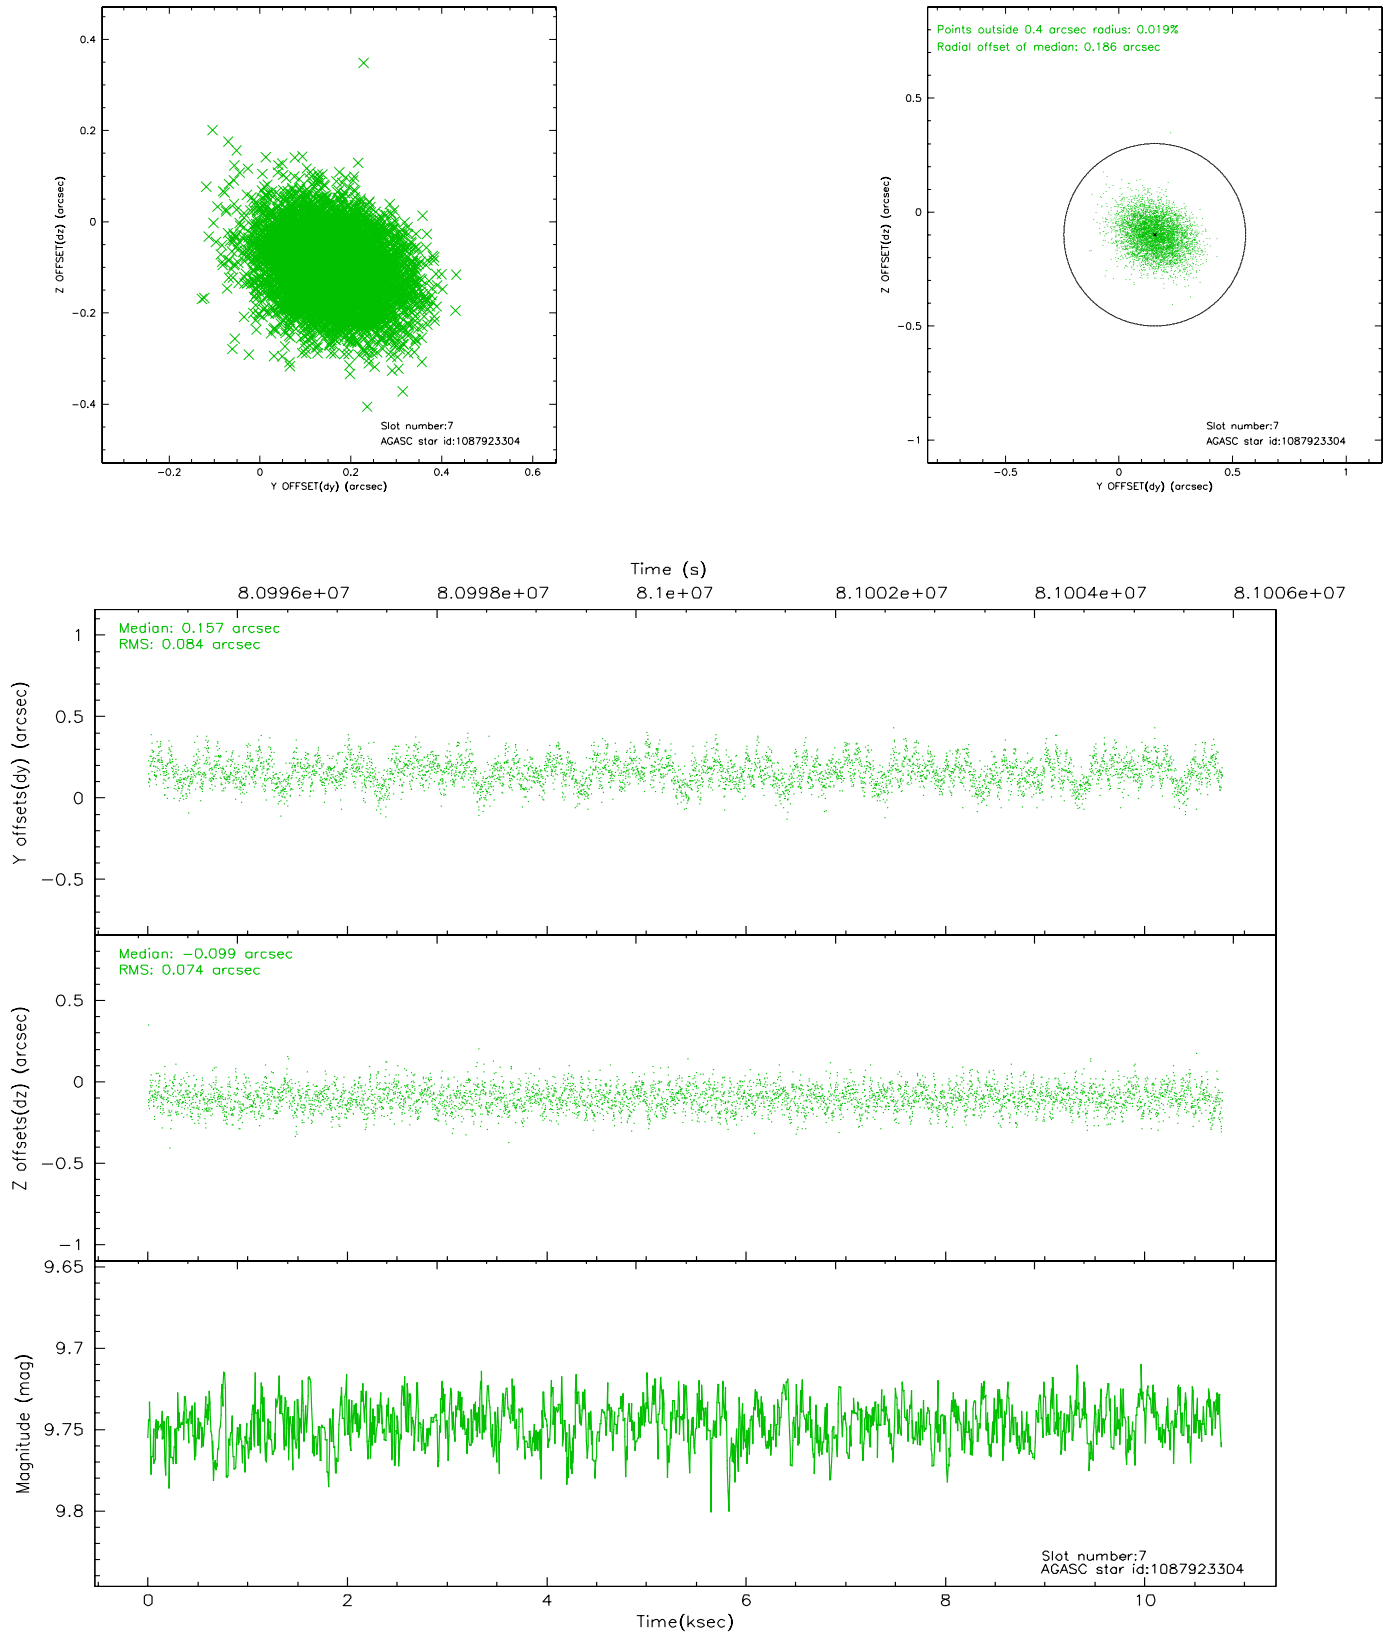 0.4
0.2
0
−0.2
−0.4
Z OFFSET(dz) (arcsec)
−0.2 0 0.2 0.4 0.6
Y OFFSET(dy) (arcsec)
Slot number:7
AGASC star id:1087923304
Points outside 0.4 arcsec radius: 0.019%
Radial offset of median: 0.186 arcsec
0.5
0
−0.5
−1
Z OFFSET(dz) (arcsec)
−0.5 0 0.5 1
Y OFFSET(dy) (arcsec)
Slot number:7
AGASC star id:1087923304
Time (s)
8.0996e+07 8.0998e+07 8.1e+07 8.1002e+07 8.1004e+07 8.1006e+07
Median: 0.157 arcsec
RMS: 0.084 arcsec
1
0.5
0
−0.5
Y offsets(dy) (arcsec)
Median: −0.099 arcsec
RMS: 0.074 arcsec
0.5
0
−0.5
−1
Z offsets(dz) (arcsec)
9.65
9.7
9.75
9.8
Magnitude (mag)
Slot number:7
AGASC star id:1087923304
0 2 4 6 8 10
Time(ksec)